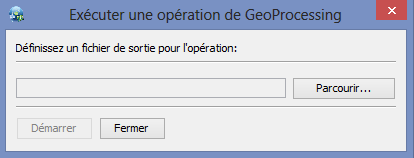 Exécuter une opération de GeoProcessing
Définissez un fichier de sortie pour l'opération:
Parcourir...
Démarrer Fermer